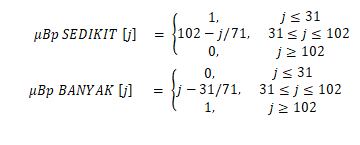 μBp SEDIKIT [j] = { 1, j ≤ 31
102 − j/71, 31 ≤ j ≤ 102
0, j ≥ 102
μBp BANYAK [j] = { 0, j ≤ 31
j − 31/71, 31 ≤ j ≤ 102
1, j ≥ 102